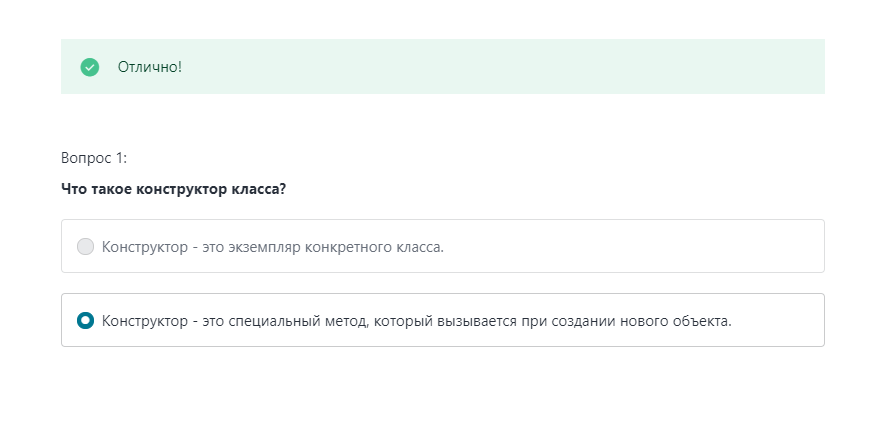 Отлично!
Вопрос 1:
Что такое конструктор класса?
Конструктор - это экземпляр конкретного класса.
Конструктор - это специальный метод, который вызывается при создании нового объекта.